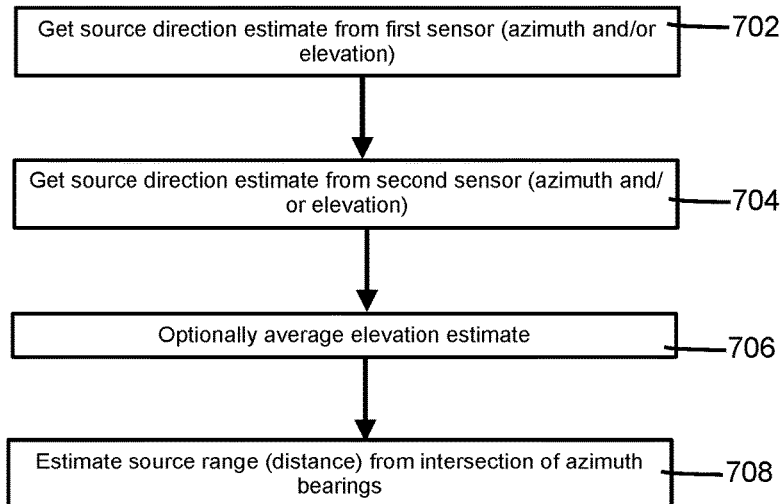 Get source direction estimate from first sensor (azimuth and/or
elevation)
702
Get source direction estimate from second sensor (azimuth and/
or elevation)
704
Optionally average elevation estimate
706
Estimate source range (distance) from intersection of azimuth
bearings
708